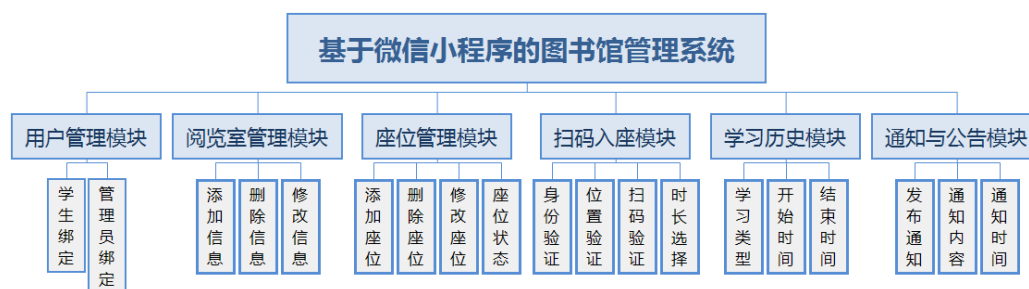 基于微信小程序的图书馆管理系统
用户管理模块
阅览室管理模块
座位管理模块
扫码入座模块
学习历史模块
通知与公告模块
学生绑定
管理员绑定
添加信息
删除信息
修改信息
添加座位
删除座位
修改座位
座位状态
身份验证
位置验证
扫码验证
时长选择
学习类型
开始时间
结束时间
发布通知
通知内容
通知时间